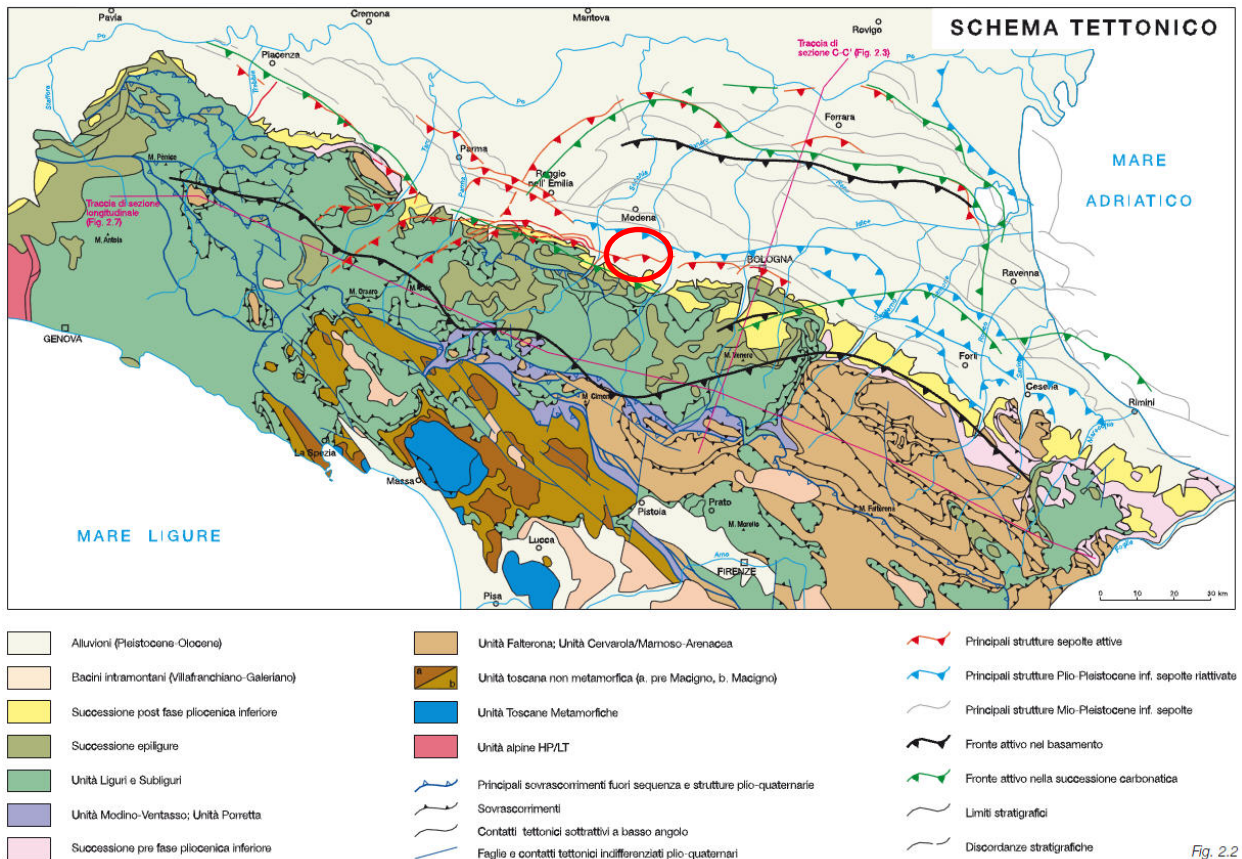 Pavia
Cremona
Mantova
Rovigo
SCHEMA TETTONICO
Traccia di
sezione C-C' (Fig. 2.3)
Po
Piacenza
Staffora
Po
Forrara
Parma
Reggio
nell' Emilia
MARE
ADRIATICO
M. Pénice
Modena
Traccia di sezione
longitudinale
(Fig. 2.7)
M. Antola
BOLOGNA
Ravenna
M. Orsaro
GENOVA
M. Venere
Forlì
Cesena
M. Cimone
Rimini
La Spezia
Massa
Pistoia
Prato
M. Morello
M. Falterona
MARE LIGURE
Lucca
Arno
FIRENZE
Foglia
Pisa
0 10 20 30 km
Alluvioni (Pleistocene-Olocene)
Bacini intramontani (Villafranchiano-Galeriano)
Successione post fase pliocenica inferiore
Successione epiligure
Unità Liguri e Subliguri
Unità Modino-Ventasso; Unità Porretta
Successione pre fase pliocenica inferiore
Unità Falterona; Unità Cervarola/Marnoso-Arenacea
a
b
Unità toscana non metamorfica (a. pre Macigno, b. Macigno)
Unità Toscane Metamorfiche
Unità alpine HP/LT
Principali sovrascorrimenti fuori sequenza e strutture plio-quaternarie
Sovrascorrimenti
Contatti tettonici sottrattivi a basso angolo
Faglie e contatti tettonici indifferenziati plio-quaternari
Principali strutture sepolte attive
Principali strutture Plio-Pleistocene inf. sepolte riattivate
Principali strutture Mio-Pleistocene inf. sepolte
Fronte attivo nel basamento
Fronte attivo nella successione carbonatica
Limiti stratigrafici
Discordanze stratigrafiche
Fig. 2.2